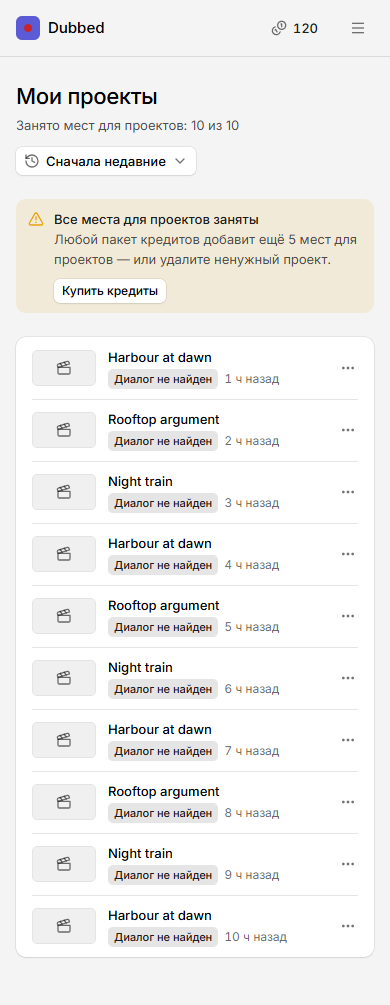 Dubbed
120
Мои проекты
Занято мест для проектов: 10 из 10
Сначала недавние
Все места для проектов заняты
Любой пакет кредитов добавит ещё 5 мест для
проектов — или удалите ненужный проект.
Купить кредиты
Harbour at dawn
Диалог не найден 1 ч назад
Rooftop argument
Диалог не найден 2 ч назад
Night train
Диалог не найден 3 ч назад
Harbour at dawn
Диалог не найден 4 ч назад
Rooftop argument
Диалог не найден 5 ч назад
Night train
Диалог не найден 6 ч назад
Harbour at dawn
Диалог не найден 7 ч назад
Rooftop argument
Диалог не найден 8 ч назад
Night train
Диалог не найден 9 ч назад
Harbour at dawn
Диалог не найден 10 ч назад